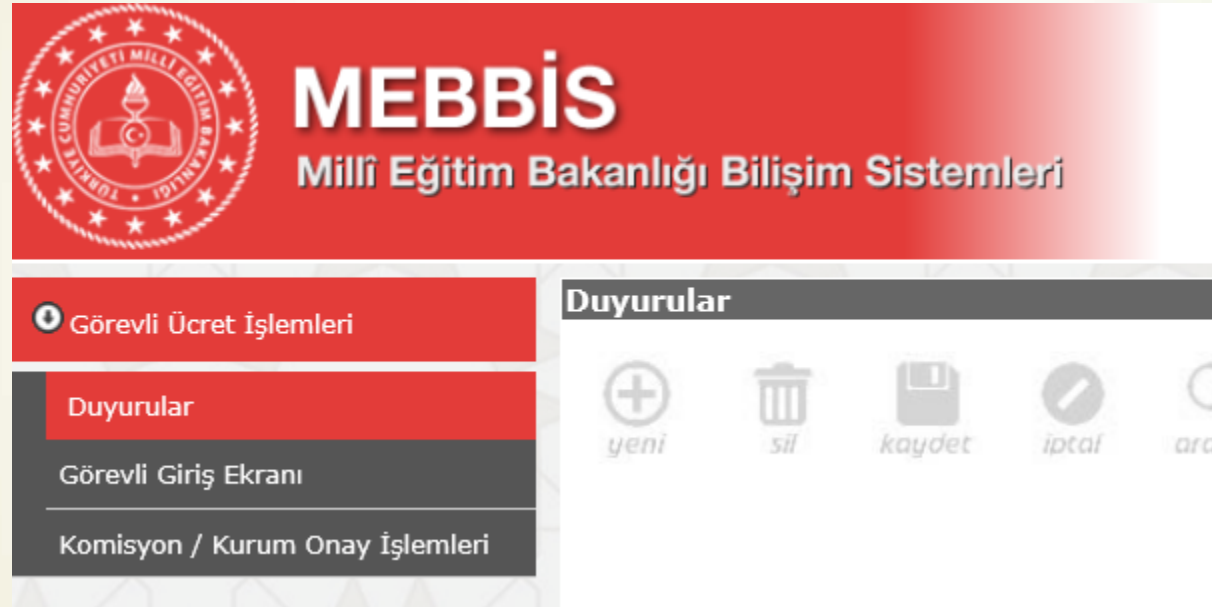 TÜRKİYE CUMHURİYETİ MİLLÎ EĞİTİM BAKANLIĞI
MEBBİS
Millî Eğitim Bakanlığı Bilişim Sistemleri
Görevli Ücret İşlemleri
Duyurular
Görevli Giriş Ekranı
Komisyon / Kurum Onay İşlemleri
Duyurular
yeni sil kaydet iptal